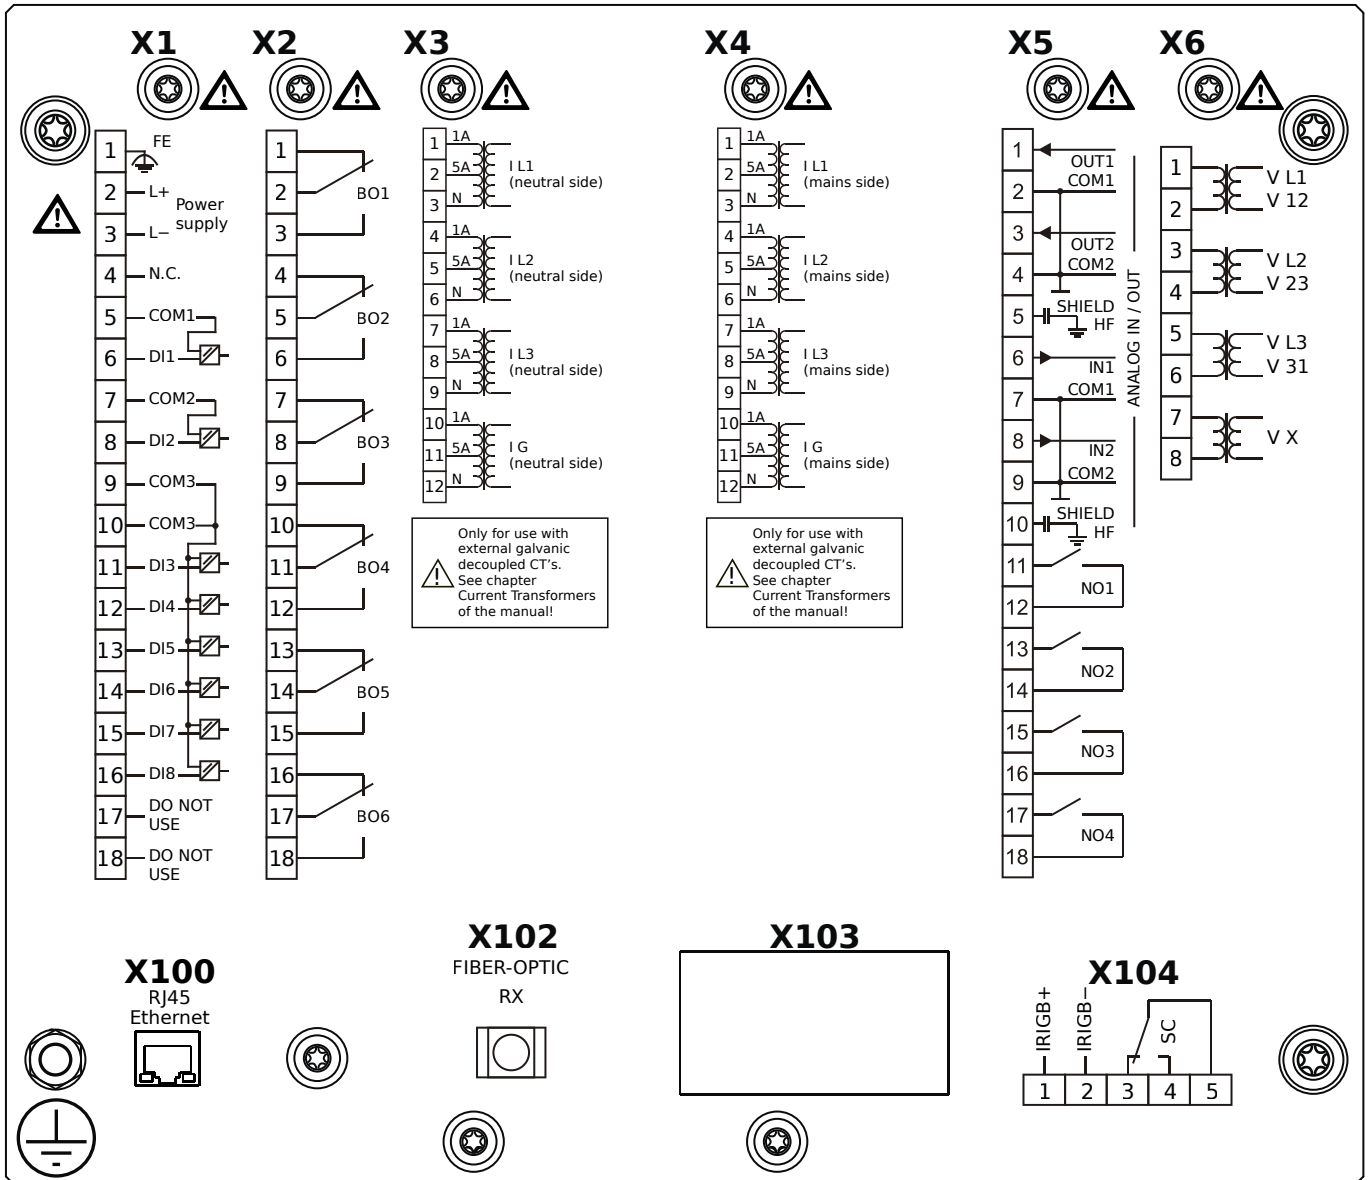 X1
X2
X3
X4
X5
X6
1
FE
2
L+
Power
supply
3
L−
4
N.C.
5
COM1
6
DI1
7
COM2
8
DI2
9
COM3
10
COM3
11
DI3
12
DI4
13
DI5
14
DI6
15
DI7
16
DI8
17
DO NOT
USE
18
DO NOT
USE
1
2
BO1
3
4
5
BO2
6
7
8
BO3
9
10
11
BO4
12
13
14
BO5
15
16
17
BO6
18
1
1A
2
5A
I L1
(neutral side)
3
N
4
1A
5
5A
I L2
(neutral side)
6
N
7
1A
8
5A
I L3
(neutral side)
9
N
10
1A
11
5A
I G
(neutral side)
12
N
Only for use with
external galvanic
decoupled CT’s.
See chapter
Current Transformers
of the manual!
1
1A
2
5A
I L1
(mains side)
3
N
4
1A
5
5A
I L2
(mains side)
6
N
7
1A
8
5A
I L3
(mains side)
9
N
10
1A
11
5A
I G
(mains side)
12
N
Only for use with
external galvanic
decoupled CT’s.
See chapter
Current Transformers
of the manual!
1
OUT1
2
COM1
3
OUT2
4
COM2
5
SHIELD
HF
6
IN1
7
COM1
8
IN2
9
COM2
10
SHIELD
HF
ANALOG IN / OUT
11
NO1
12
13
NO2
14
15
NO3
16
17
NO4
18
1
V L1
2
V 12
3
V L2
4
V 23
5
V L3
6
V 31
7
V X
8
X100
RJ45
Ethernet
X102
FIBER-OPTIC
RX
X103
X104
IRIGB+
IRIGB−
SC
1
2
3
4
5